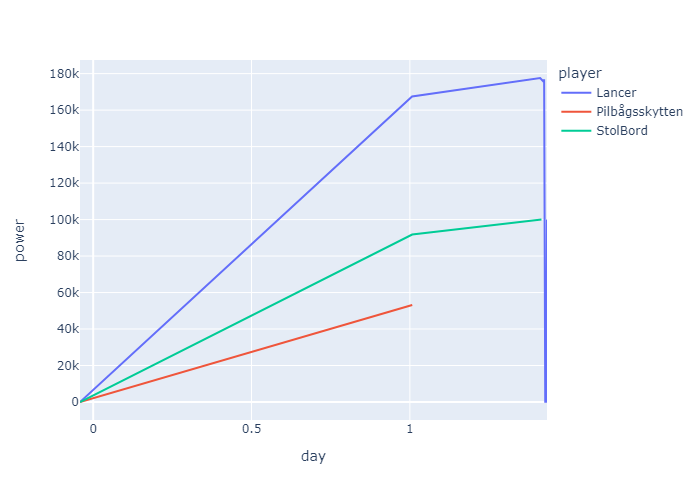 player
Lancer
Pilbågsskytten
StolBord
180k
160k
140k
120k
100k
80k
60k
40k
20k
0
power
0
0.5
1
day